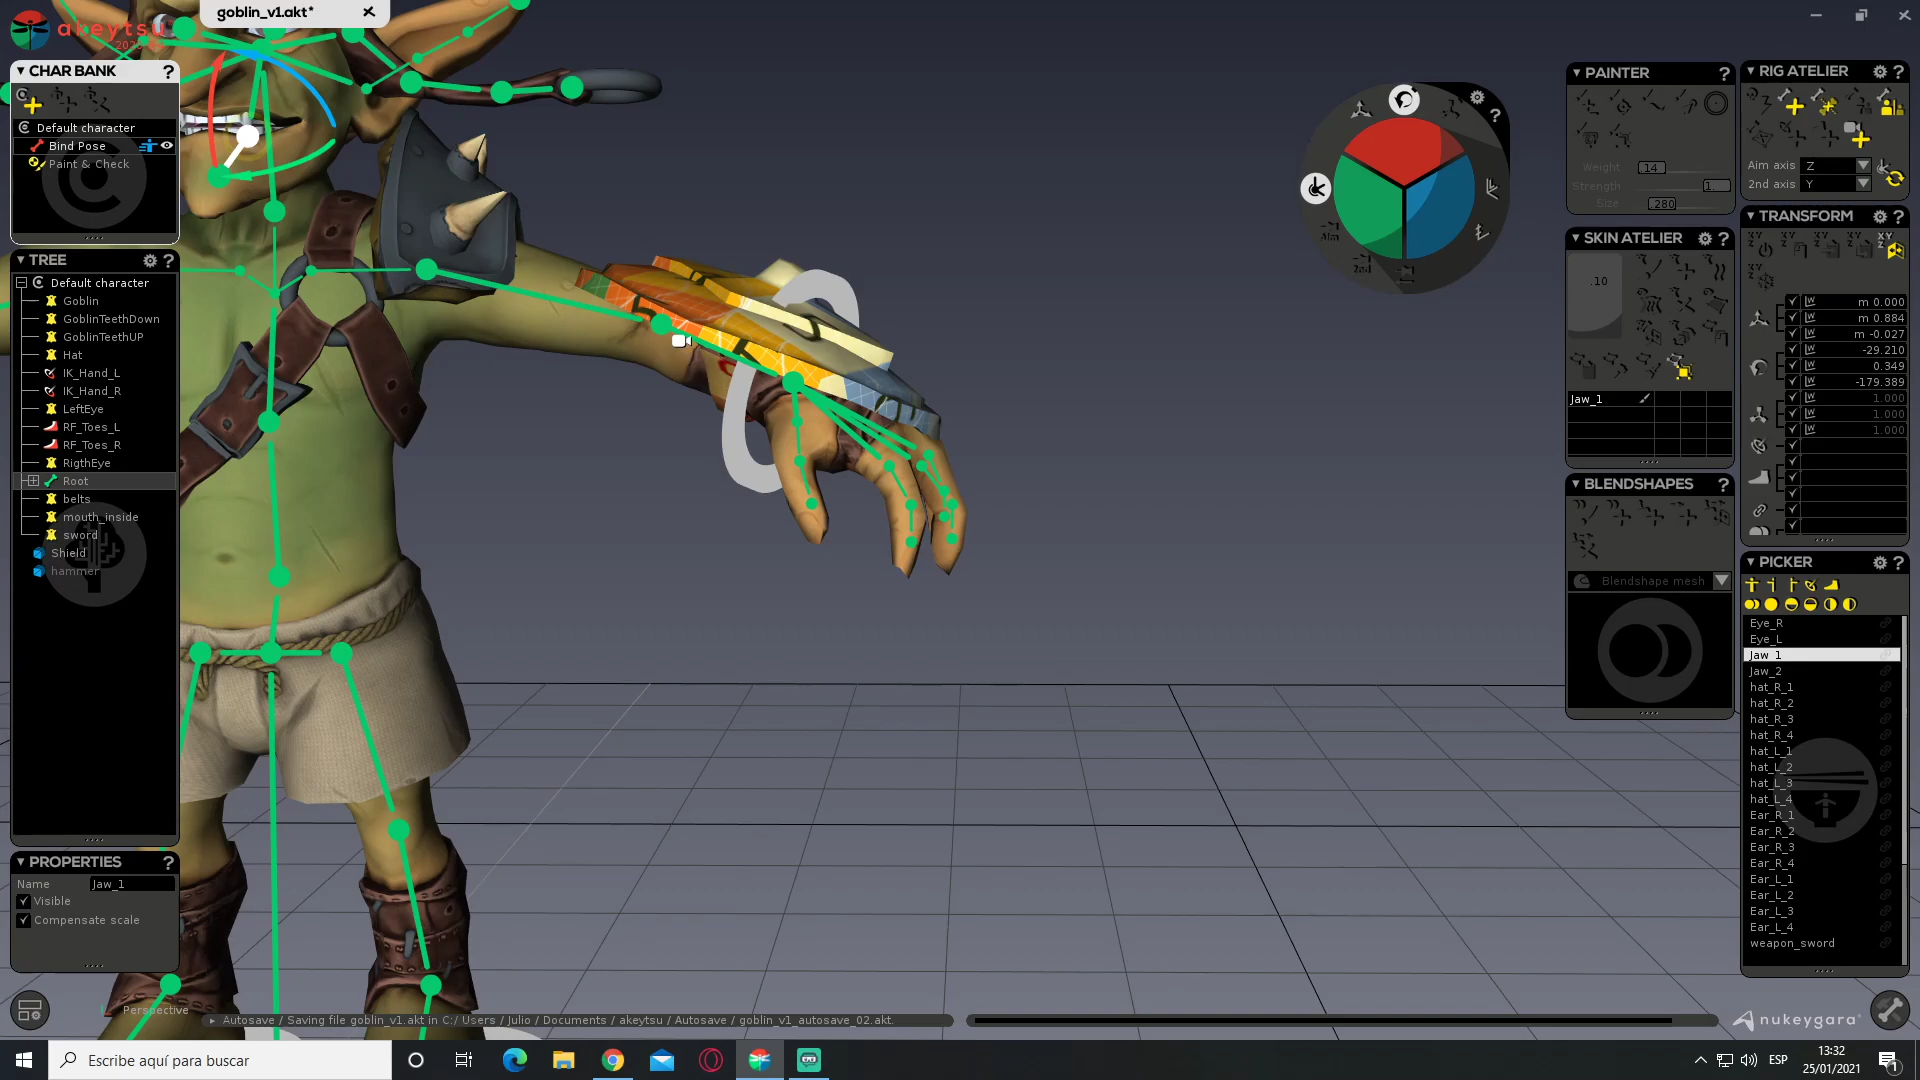 goblin_v1.akt*
akeytsu
CHAR BANK ?
Default character
Bind Pose
Paint & Check
TREE ?
Default character
Goblin
GoblinTeethDown
GoblinTeethUP
Hat
IK_Hand_L
IK_Hand_R
LeftEye
RF_Toes_L
RF_Toes_R
RigthEye
Root
belts
mouth_inside
sword
Shield
hammer
PROPERTIES ?
Name Jaw_1
Visible
Compensate scale
Perspective
Autosave / Saving file goblin_v1.akt in C:/ Users / Julio / Documents / akeytsu / Autosave / goblin_v1_autosave_02.akt.
?
Aim
2nd
PAINTER ?
Weight .14
Strength 1.
Size .280
SKIN ATELIER ?
.10
Jaw_1
BLENDSHAPES ?
Blendshape mesh
RIG ATELIER ?
Aim axis Z
2nd axis Y
TRANSFORM ?
m 0.000
m 0.884
m -0.027
-29.210
0.349
-179.389
1.000
1.000
1.000
PICKER ?
Eye_R
Eye_L
Jaw_1
Jaw_2
hat_R_1
hat_R_2
hat_R_3
hat_R_4
hat_L_1
hat_L_2
hat_L_3
hat_L_4
Ear_R_1
Ear_R_2
Ear_R_3
Ear_R_4
Ear_L_1
Ear_L_2
Ear_L_3
Ear_L_4
weapon_sword
nukeygara
Escribe aquí para buscar
ESP
13:32
25/01/2021
1